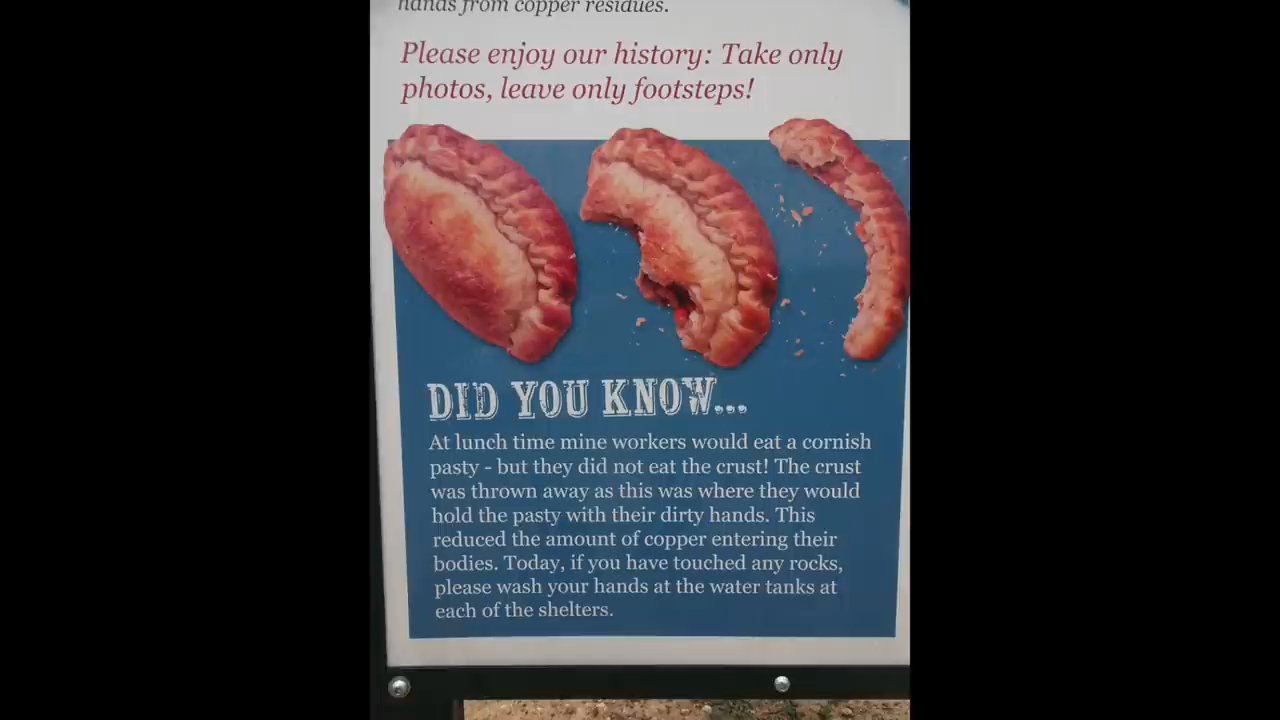 hands from copper residues.
Please enjoy our history: Take only
photos, leave only footsteps!
DID YOU KNOW...
At lunch time mine workers would eat a cornish
pasty - but they did not eat the crust! The crust
was thrown away as this was where they would
hold the pasty with their dirty hands. This
reduced the amount of copper entering their
bodies. Today, if you have touched any rocks,
please wash your hands at the water tanks at
each of the shelters.